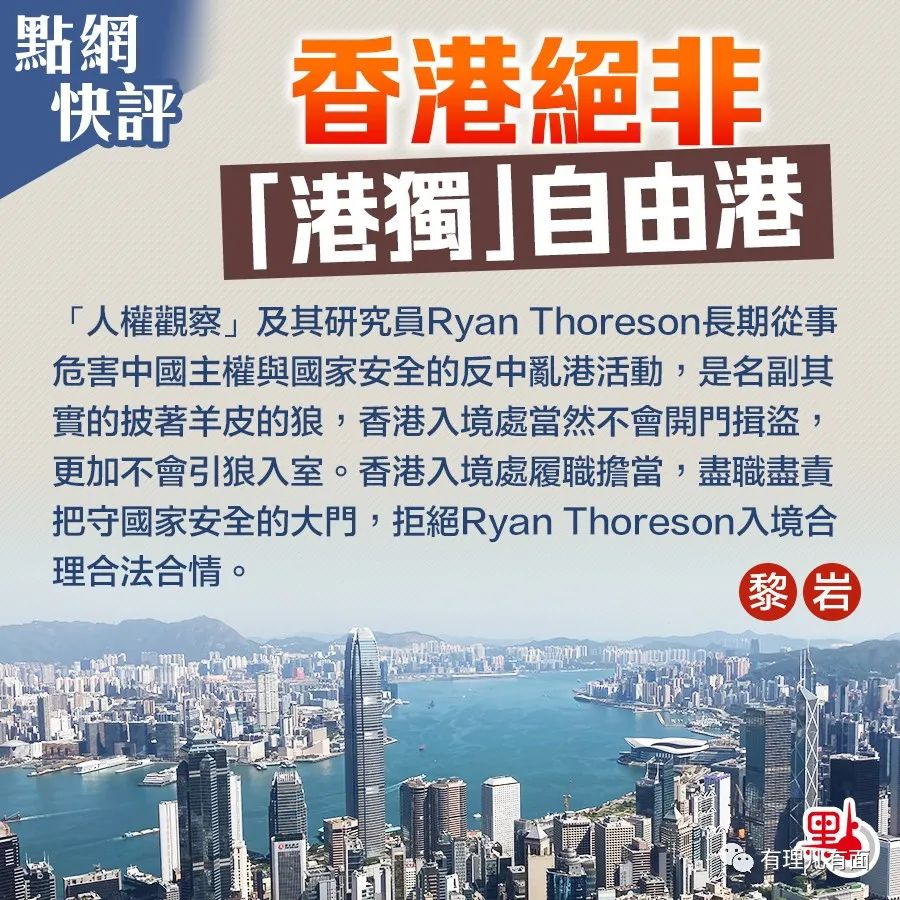 點網
快評
香港絕非
「港獨」自由港
「人權觀察」及其研究員Ryan Thoreson長期從事
危害中國主權與國家安全的反中亂港活動，是名副其
實的披著羊皮的狼，香港入境處當然不會開門揖盜，
更加不會引狼入室。香港入境處履職擔當，盡職盡責
把守國家安全的大門，拒絕Ryan Thoreson入境合
理合法合情。
黎岩
點
有理儿有面